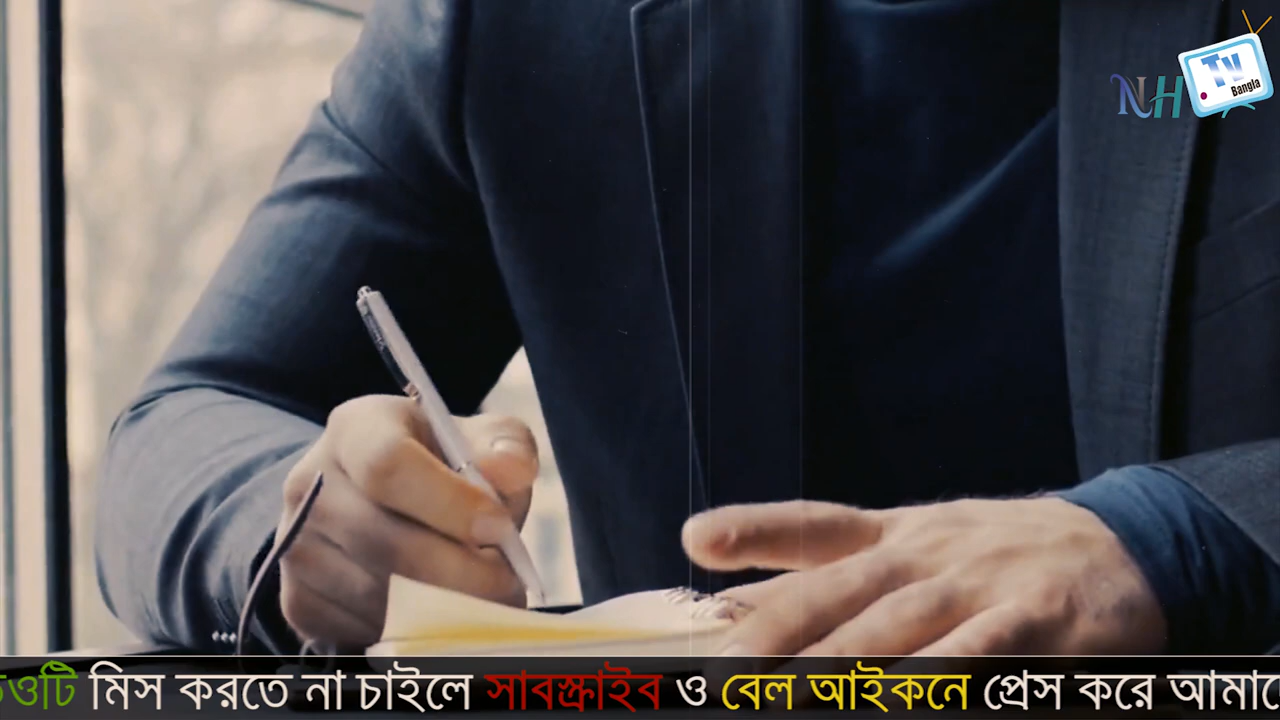 NH
Tv
Bangla
মিস করতে না চাইলে সাবস্ক্রাইব ও বেল আইকনে প্রেস করে